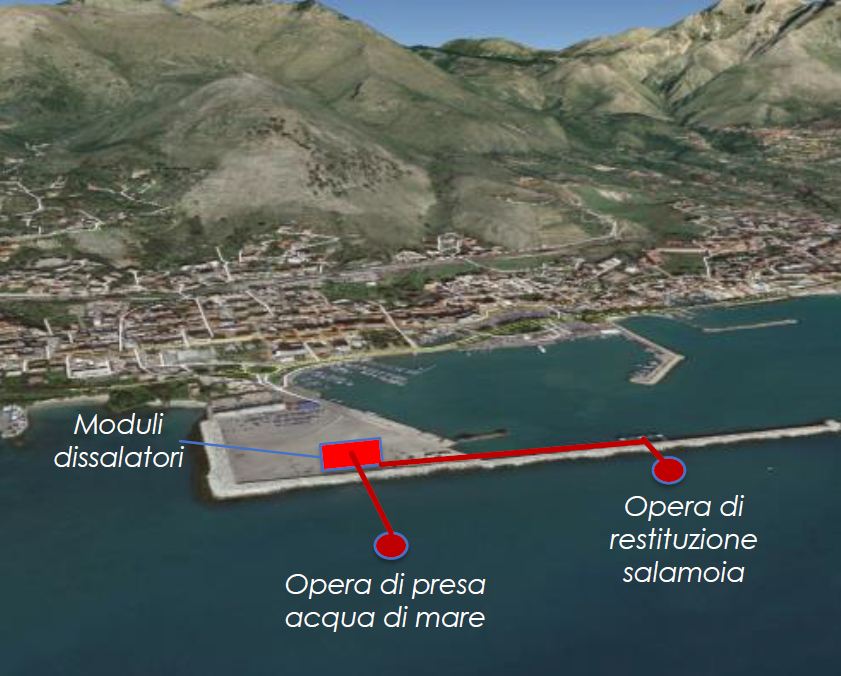 Moduli
dissalatori
Opera di
restituzione
salamoia
Opera di presa
acqua di mare